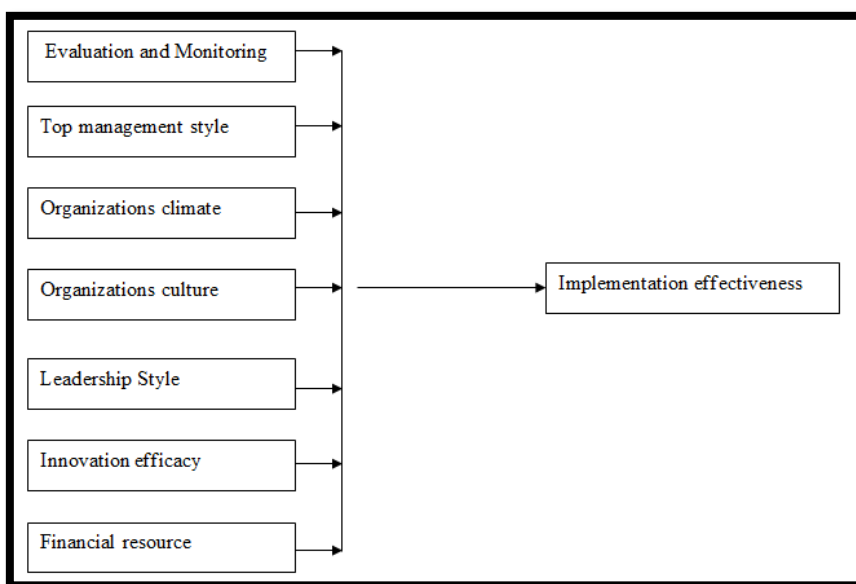 Evaluation and Monitoring
Top management style
Organizations climate
Organizations culture
Implementation effectiveness
Leadership Style
Innovation efficacy
Financial resource